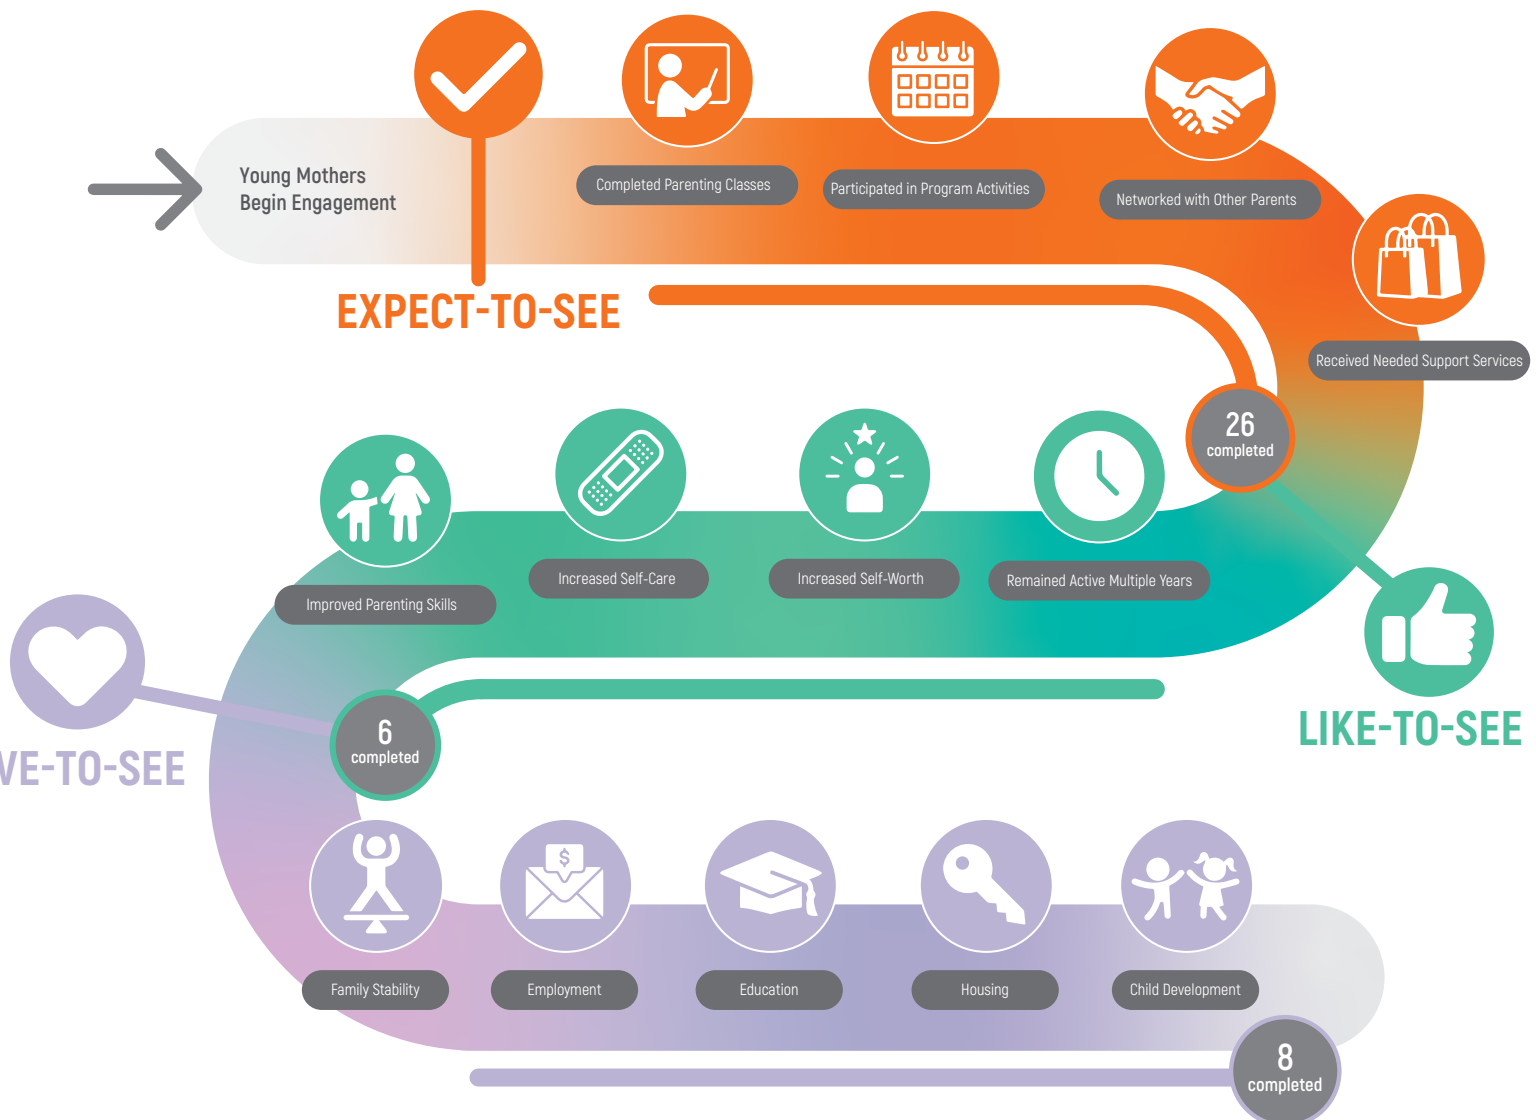 Young Mothers
Begin Engagement
Completed Parenting Classes
Participated in Program Activities
Networked with Other Parents
EXPECT-TO-SEE
Received Needed Support Services
26
completed
Improved Parenting Skills
Increased Self-Care
Increased Self-Worth
Remained Active Multiple Years
LIKE-TO-SEE
6
completed
VE-TO-SEE
$
Family Stability
Employment
Education
Housing
Child Development
8
completed